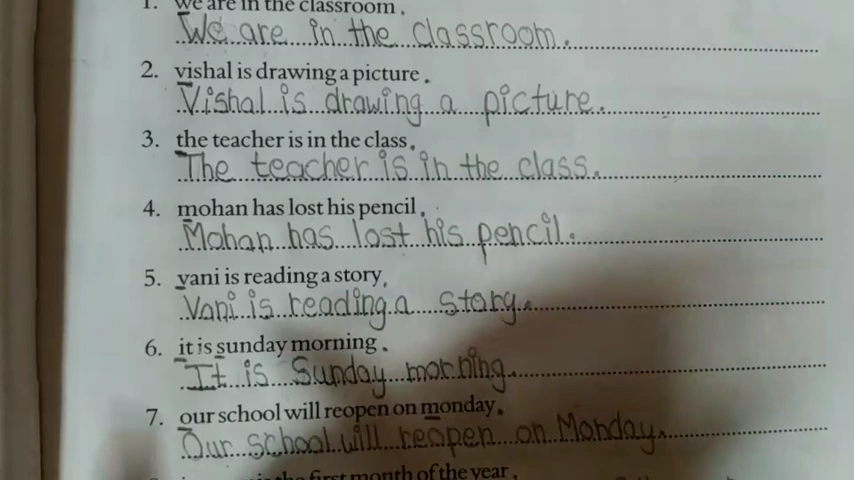 1. we are in the classroom.
We are in the classroom.
2. vishal is drawing a picture.
Vishal is drawing a picture.
3. the teacher is in the class.
The teacher is in the class.
4. mohan has lost his pencil.
Mohan has lost his pencil.
5. vani is reading a story.
Vani is reading a story.
6. it is sunday morning.
It is Sunday morning.
7. our school will reopen on monday.
Our school will reopen on Monday.
the first month of the year.